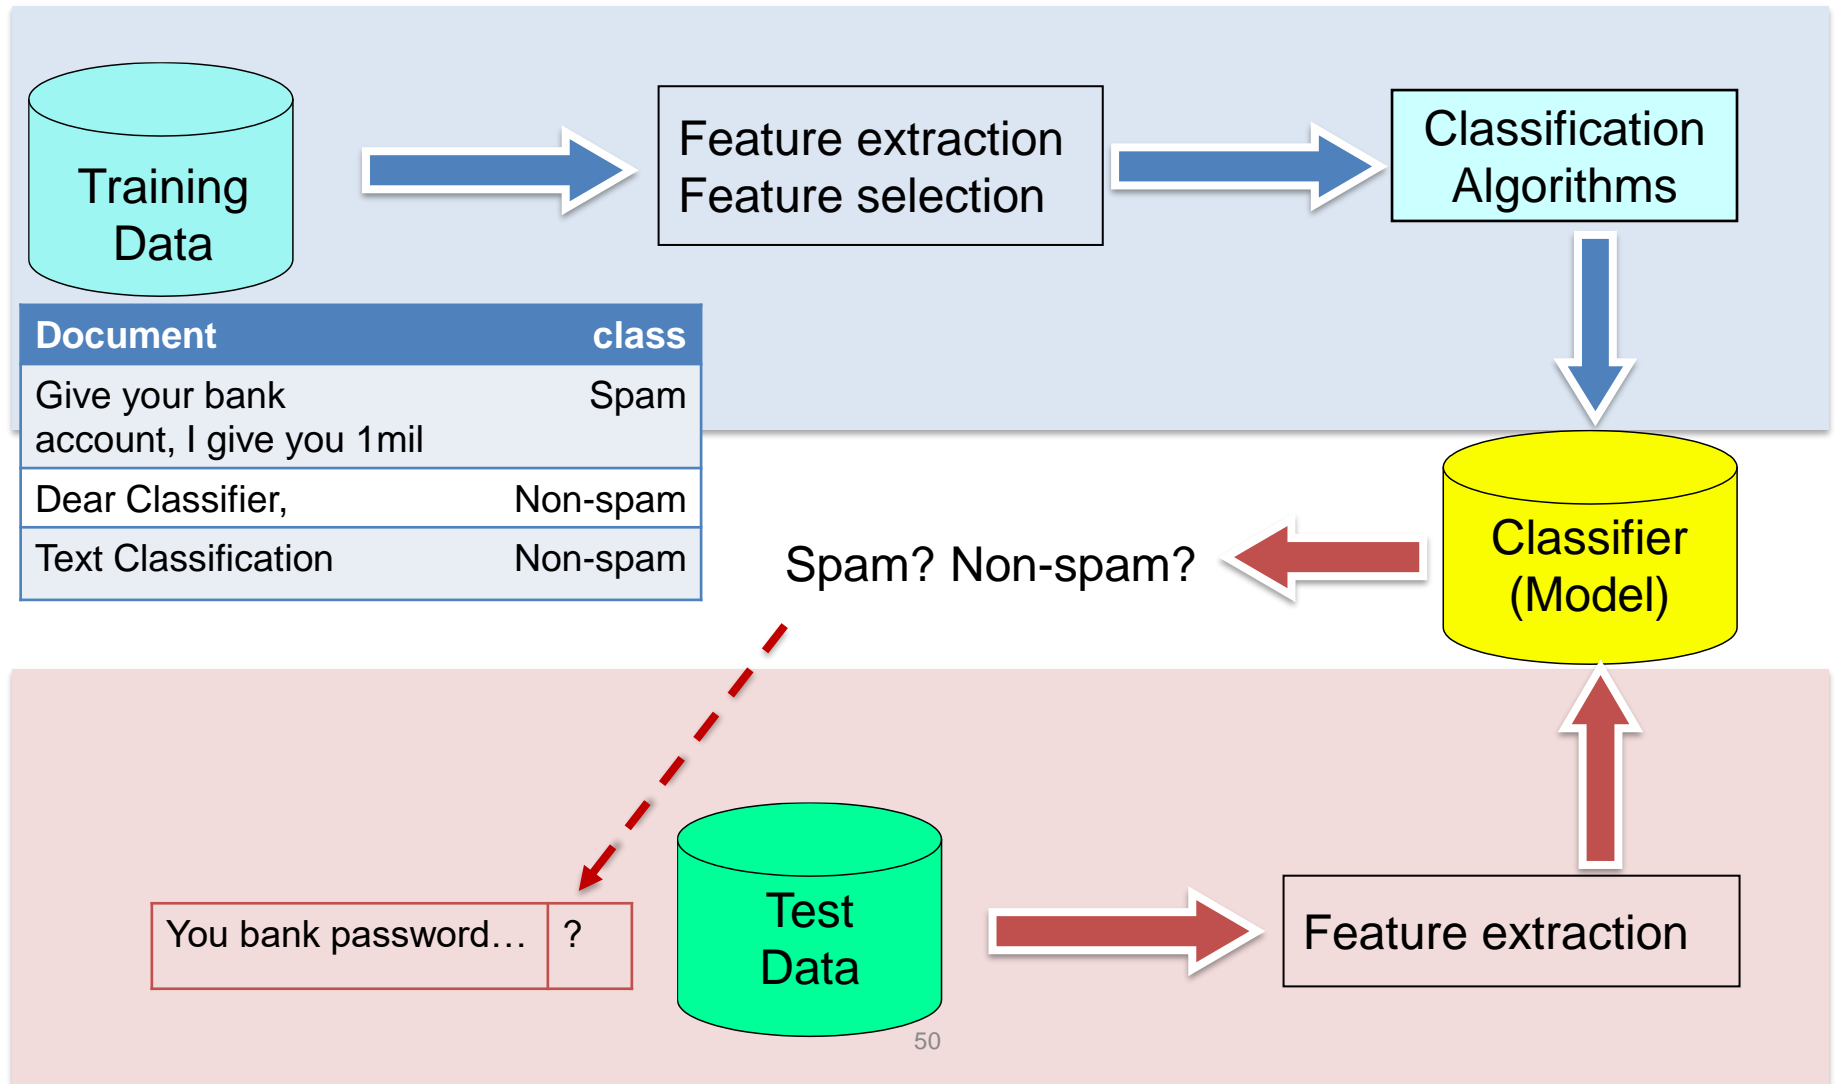 Training
Data
Feature extraction
Feature selection
Classification
Algorithms
Document class
Give your bank Spam
account, I give you 1mil
Dear Classifier, Non-spam
Text Classification Non-spam
Spam? Non-spam?
Classifier
(Model)
You bank password… ?
Test
Data
Feature extraction
50